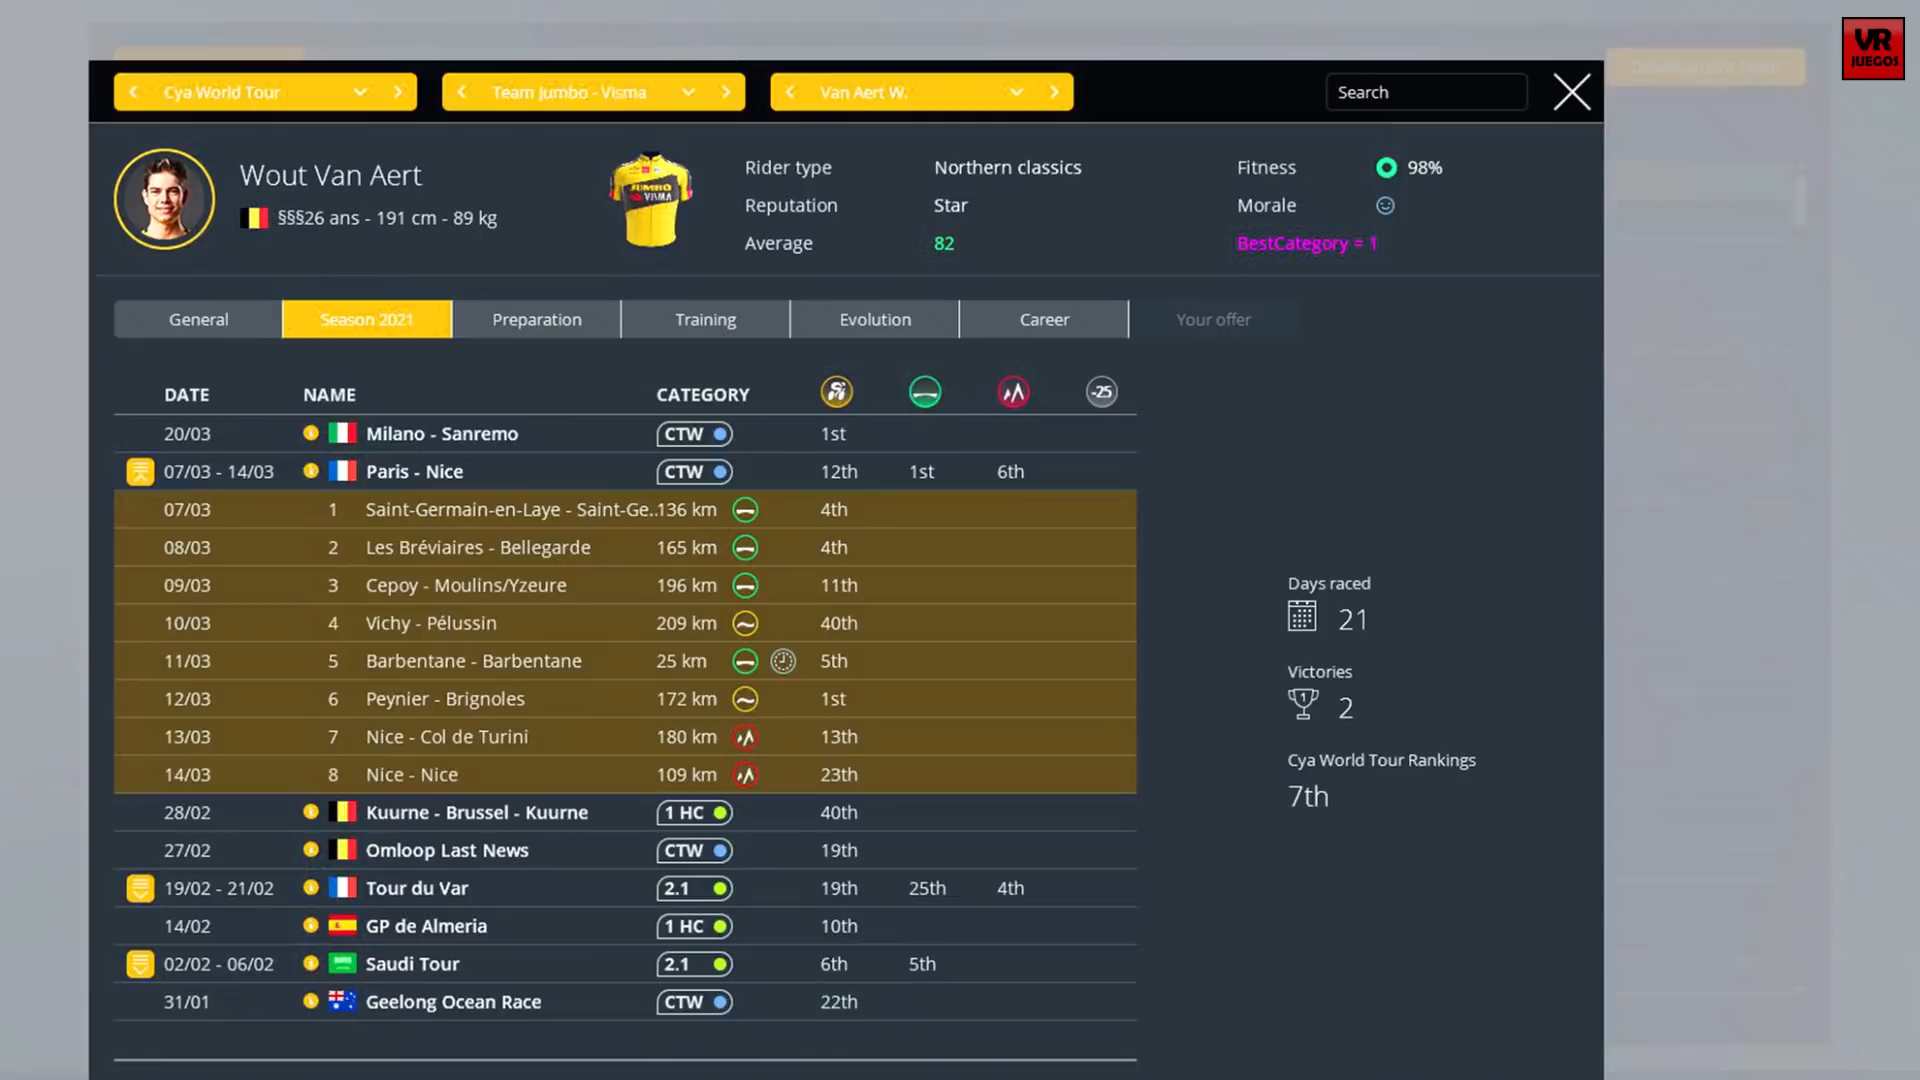 VR
JUEGOS
Cya World Tour
Team Jumbo - Visma
Van Aert W.
Search
Wout Van Aert
§§§26 ans - 191 cm - 89 kg
JUMBO
VISMA
Rider type Northern classics
Reputation Star
Average 82
Fitness 98%
Morale
BestCategory = 1
General Season 2021 Preparation Training Evolution Career Your offer
DATE NAME CATEGORY -25
20/03 Milano - Sanremo CTW 1st
07/03 - 14/03 Paris - Nice CTW 12th 1st 6th
07/03 1 Saint-Germain-en-Laye - Saint-Ge..136 km 4th
08/03 2 Les Bréviaires - Bellegarde 165 km 4th
09/03 3 Cepoy - Moulins/Yzeure 196 km 11th
10/03 4 Vichy - Pélussin 209 km 40th
11/03 5 Barbentane - Barbentane 25 km 5th
12/03 6 Peynier - Brignoles 172 km 1st
13/03 7 Nice - Col de Turini 180 km 13th
14/03 8 Nice - Nice 109 km 23th
28/02 Kuurne - Brussel - Kuurne 1 HC 40th
27/02 Omloop Last News CTW 19th
19/02 - 21/02 Tour du Var 2.1 19th 25th 4th
14/02 GP de Almeria 1 HC 10th
02/02 - 06/02 Saudi Tour 2.1 6th 5th
31/01 Geelong Ocean Race CTW 22th
Days raced
21
Victories
1 2
Cya World Tour Rankings
7th